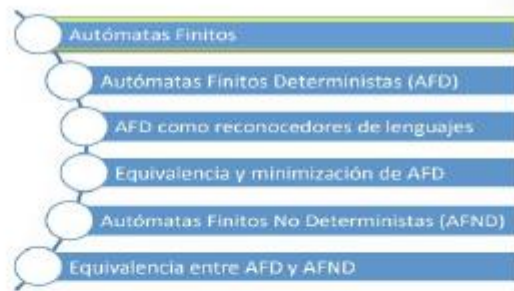 Autómatas Finitos
Autómatas Finitos Deterministas (AFD)
AFD como reconocedores de lenguajes
Equivalencia y minimización de AFD
Autómatas Finitos No Deterministas (AFND)
Equivalencia entre AFD y AFND